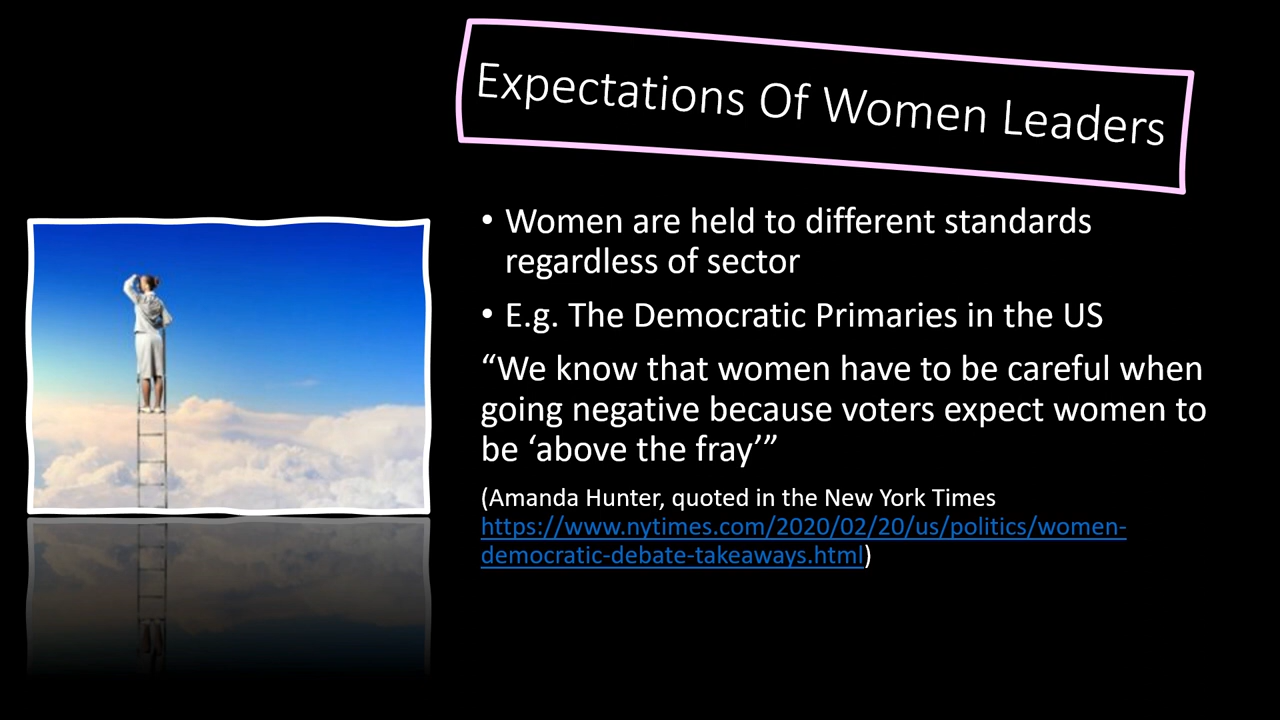 Expectations Of Women Leaders
• Women are held to different standards
regardless of sector
• E.g. The Democratic Primaries in the US
“We know that women have to be careful when
going negative because voters expect women to
be ‘above the fray’”
(Amanda Hunter, quoted in the New York Times
https://www.nytimes.com/2020/02/20/us/politics/women-
democratic-debate-takeaways.html)